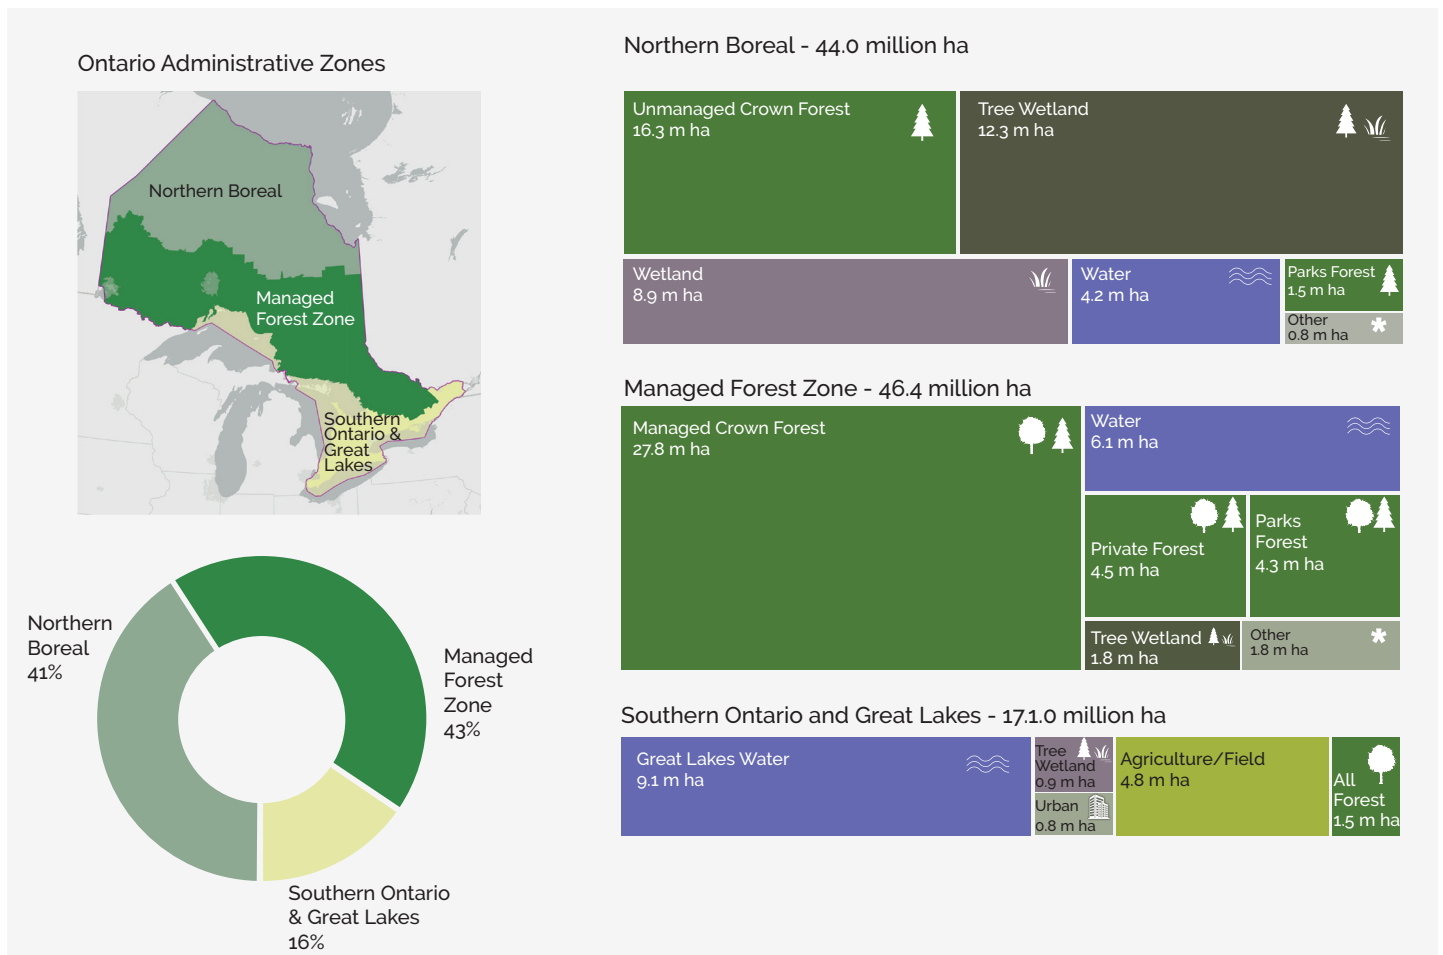 Ontario Administrative Zones
Northern Boreal
Managed
Forest Zone
Southern
Ontario &
Great
Lakes
Northern
Boreal
41%
Managed
Forest
Zone
43%
Southern Ontario
& Great Lakes
16%
Northern Boreal - 44.0 million ha
Unmanaged Crown Forest
16.3 m ha
Tree Wetland
12.3 m ha
Wetland
8.9 m ha
Water
4.2 m ha
Parks Forest
1.5 m ha
Other
0.8 m ha
Managed Forest Zone - 46.4 million ha
Managed Crown Forest
27.8 m ha
Water
6.1 m ha
Private Forest
4.5 m ha
Parks
Forest
4.3 m ha
Tree Wetland
1.8 m ha
Other
1.8 m ha
Southern Ontario and Great Lakes - 17.1.0 million ha
Great Lakes Water
9.1 m ha
Tree
Wetland
0.9 m ha
Urban
0.8 m ha
Agriculture/Field
4.8 m ha
All
Forest
1.5 m ha